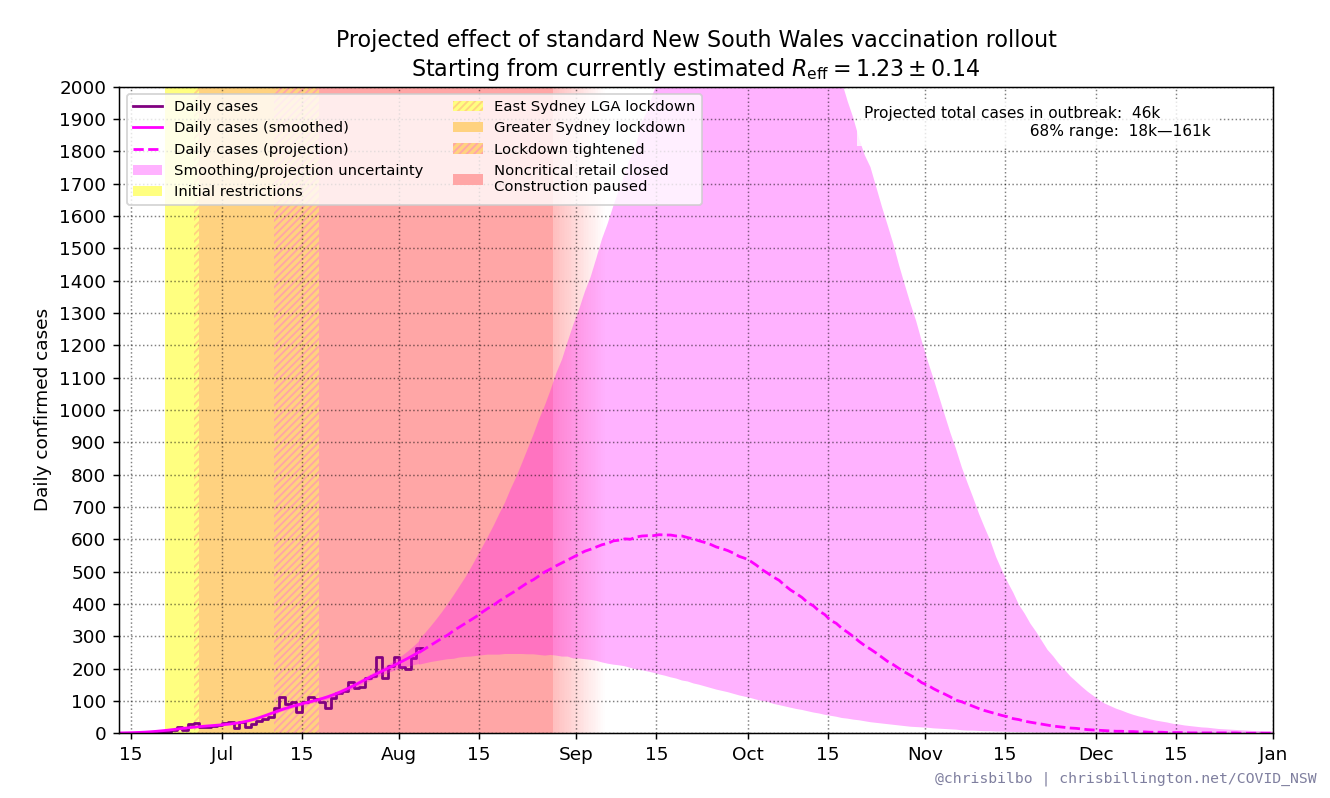 Projected effect of standard New South Wales vaccination rollout
Starting from currently estimated R_eff = 1.23 ± 0.14
2000
1900
1800
1700
1600
1500
1400
1300
1200
1100
1000
900
800
700
600
500
400
300
200
100
0
Daily confirmed cases
Daily cases
Daily cases (smoothed)
Daily cases (projection)
Smoothing/projection uncertainty
Initial restrictions
East Sydney LGA lockdown
Greater Sydney lockdown
Lockdown tightened
Noncritical retail closed
Construction paused
Projected total cases in outbreak: 46k
68% range: 18k—161k
15 Jul 15 Aug 15 Sep 15 Oct 15 Nov 15 Dec 15 Jan
@chrisbilbo | chrisbillington.net/COVID_NSW